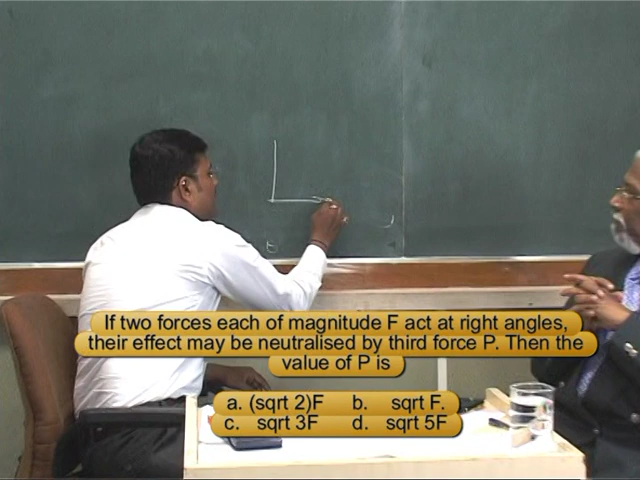 If two forces each of magnitude F act at right angles,
their effect may be neutralised by third force P. Then the
value of P is
a. (sqrt 2)F b. sqrt F.
c. sqrt 3F d. sqrt 5F